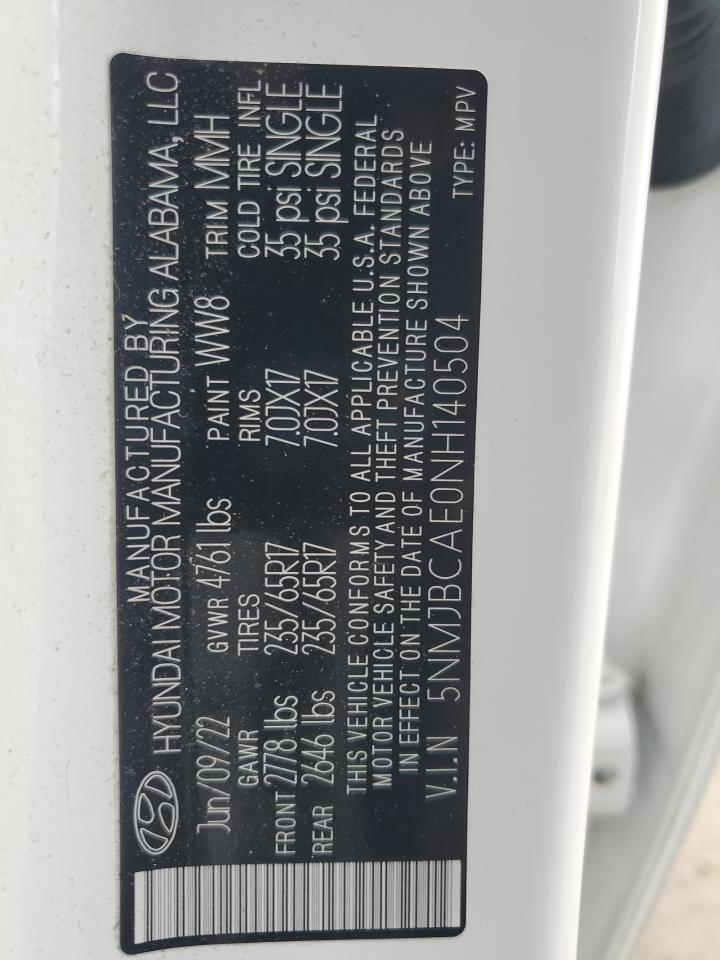 MANUFACTURED BY
HYUNDAI MOTOR MANUFACTURING ALABAMA, LLC
Jun/09/22 GVWR 4761 lbs PAINT WW8 TRIM MMH
GAWR TIRES RIMS COLD TIRE INFL
FRONT 2778 lbs 235/65R17 7.0JX17 35 psi SINGLE
REAR 2646 lbs 235/65R17 7.0JX17 35 psi SINGLE
THIS VEHICLE CONFORMS TO ALL APPLICABLE U.S.A. FEDERAL
MOTOR VEHICLE SAFETY AND THEFT PREVENTION STANDARDS
IN EFFECT ON THE DATE OF MANUFACTURE SHOWN ABOVE
V.I.N 5NMJBCAE0NH140504 TYPE: MPV